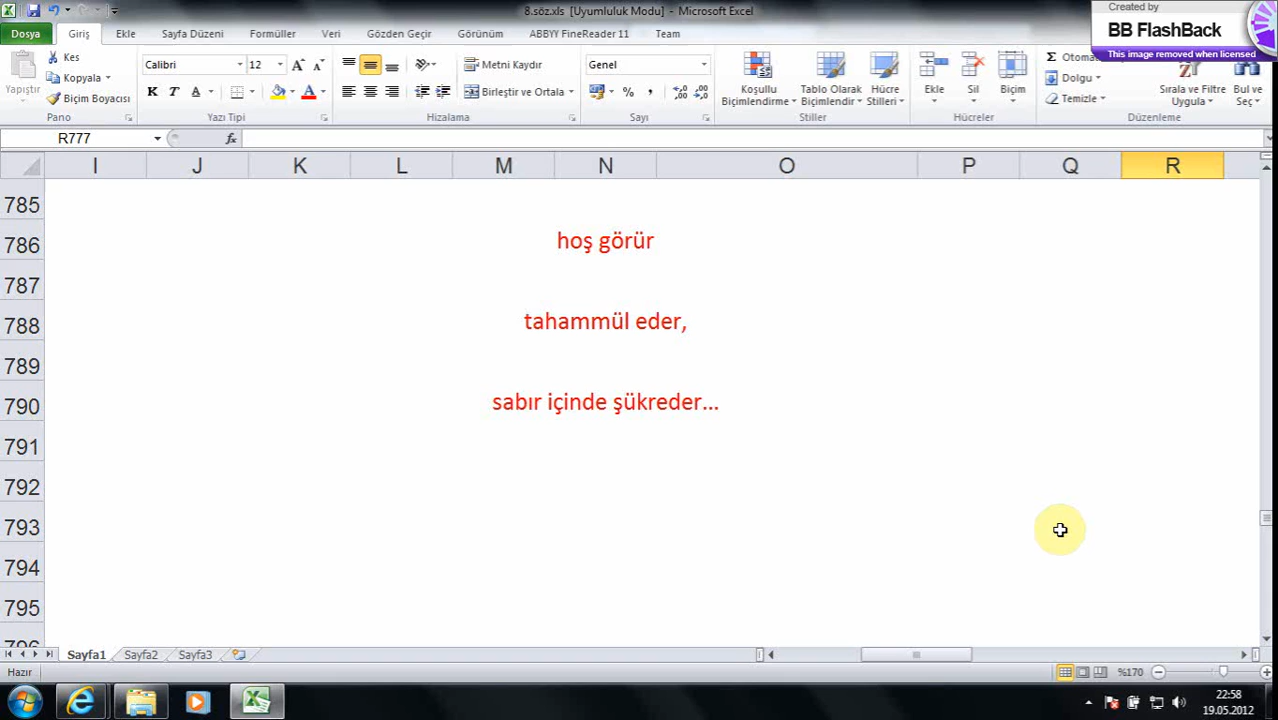 8.söz.xls [Uyumluluk Modu] - Microsoft Excel
Created by
BB FlashBack
This image removed when licensed
Dosya Giriş Ekle Sayfa Düzeni Formüller Veri Gözden Geçir Görünüm ABBYY FineReader 11 Team
Yapıştır
Kes
Kopyala
Biçim Boyacısı
Pano
Calibri 12
K T A A
Yazı Tipi
Metni Kaydır
Birleştir ve Ortala
Hizalama
Genel
%
Sayı
Koşullu Biçimlendirme
Tablo Olarak Biçimlendir
Hücre Stilleri
Stiller
Ekle
Sil
Biçim
Hücreler
Σ Otoma
Dolgu
Temizle
Sırala ve Filtre Uygula
Bul ve Seç
Düzenleme
R777 fx
I J K L M N O P Q R
785
786 hoş görür
787
788 tahammül eder,
789
790 sabır içinde şükreder...
791
792
793
794
795
796
Sayfa1 Sayfa2 Sayfa3
Hazır %170
22:58
19.05.2012